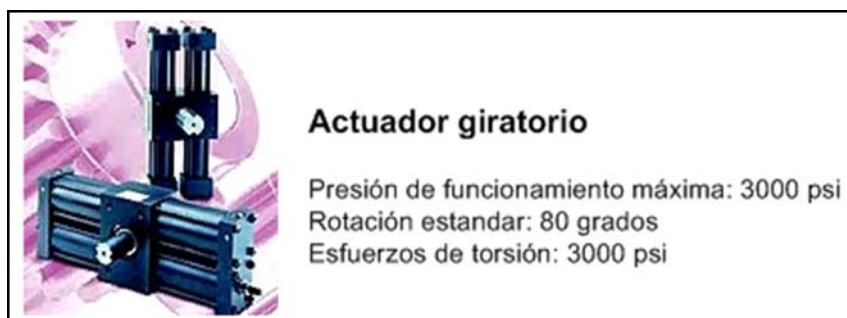 Actuador giratorio
Presión de funcionamiento máxima: 3000 psi
Rotación estandar: 80 grados
Esfuerzos de torsión: 3000 psi